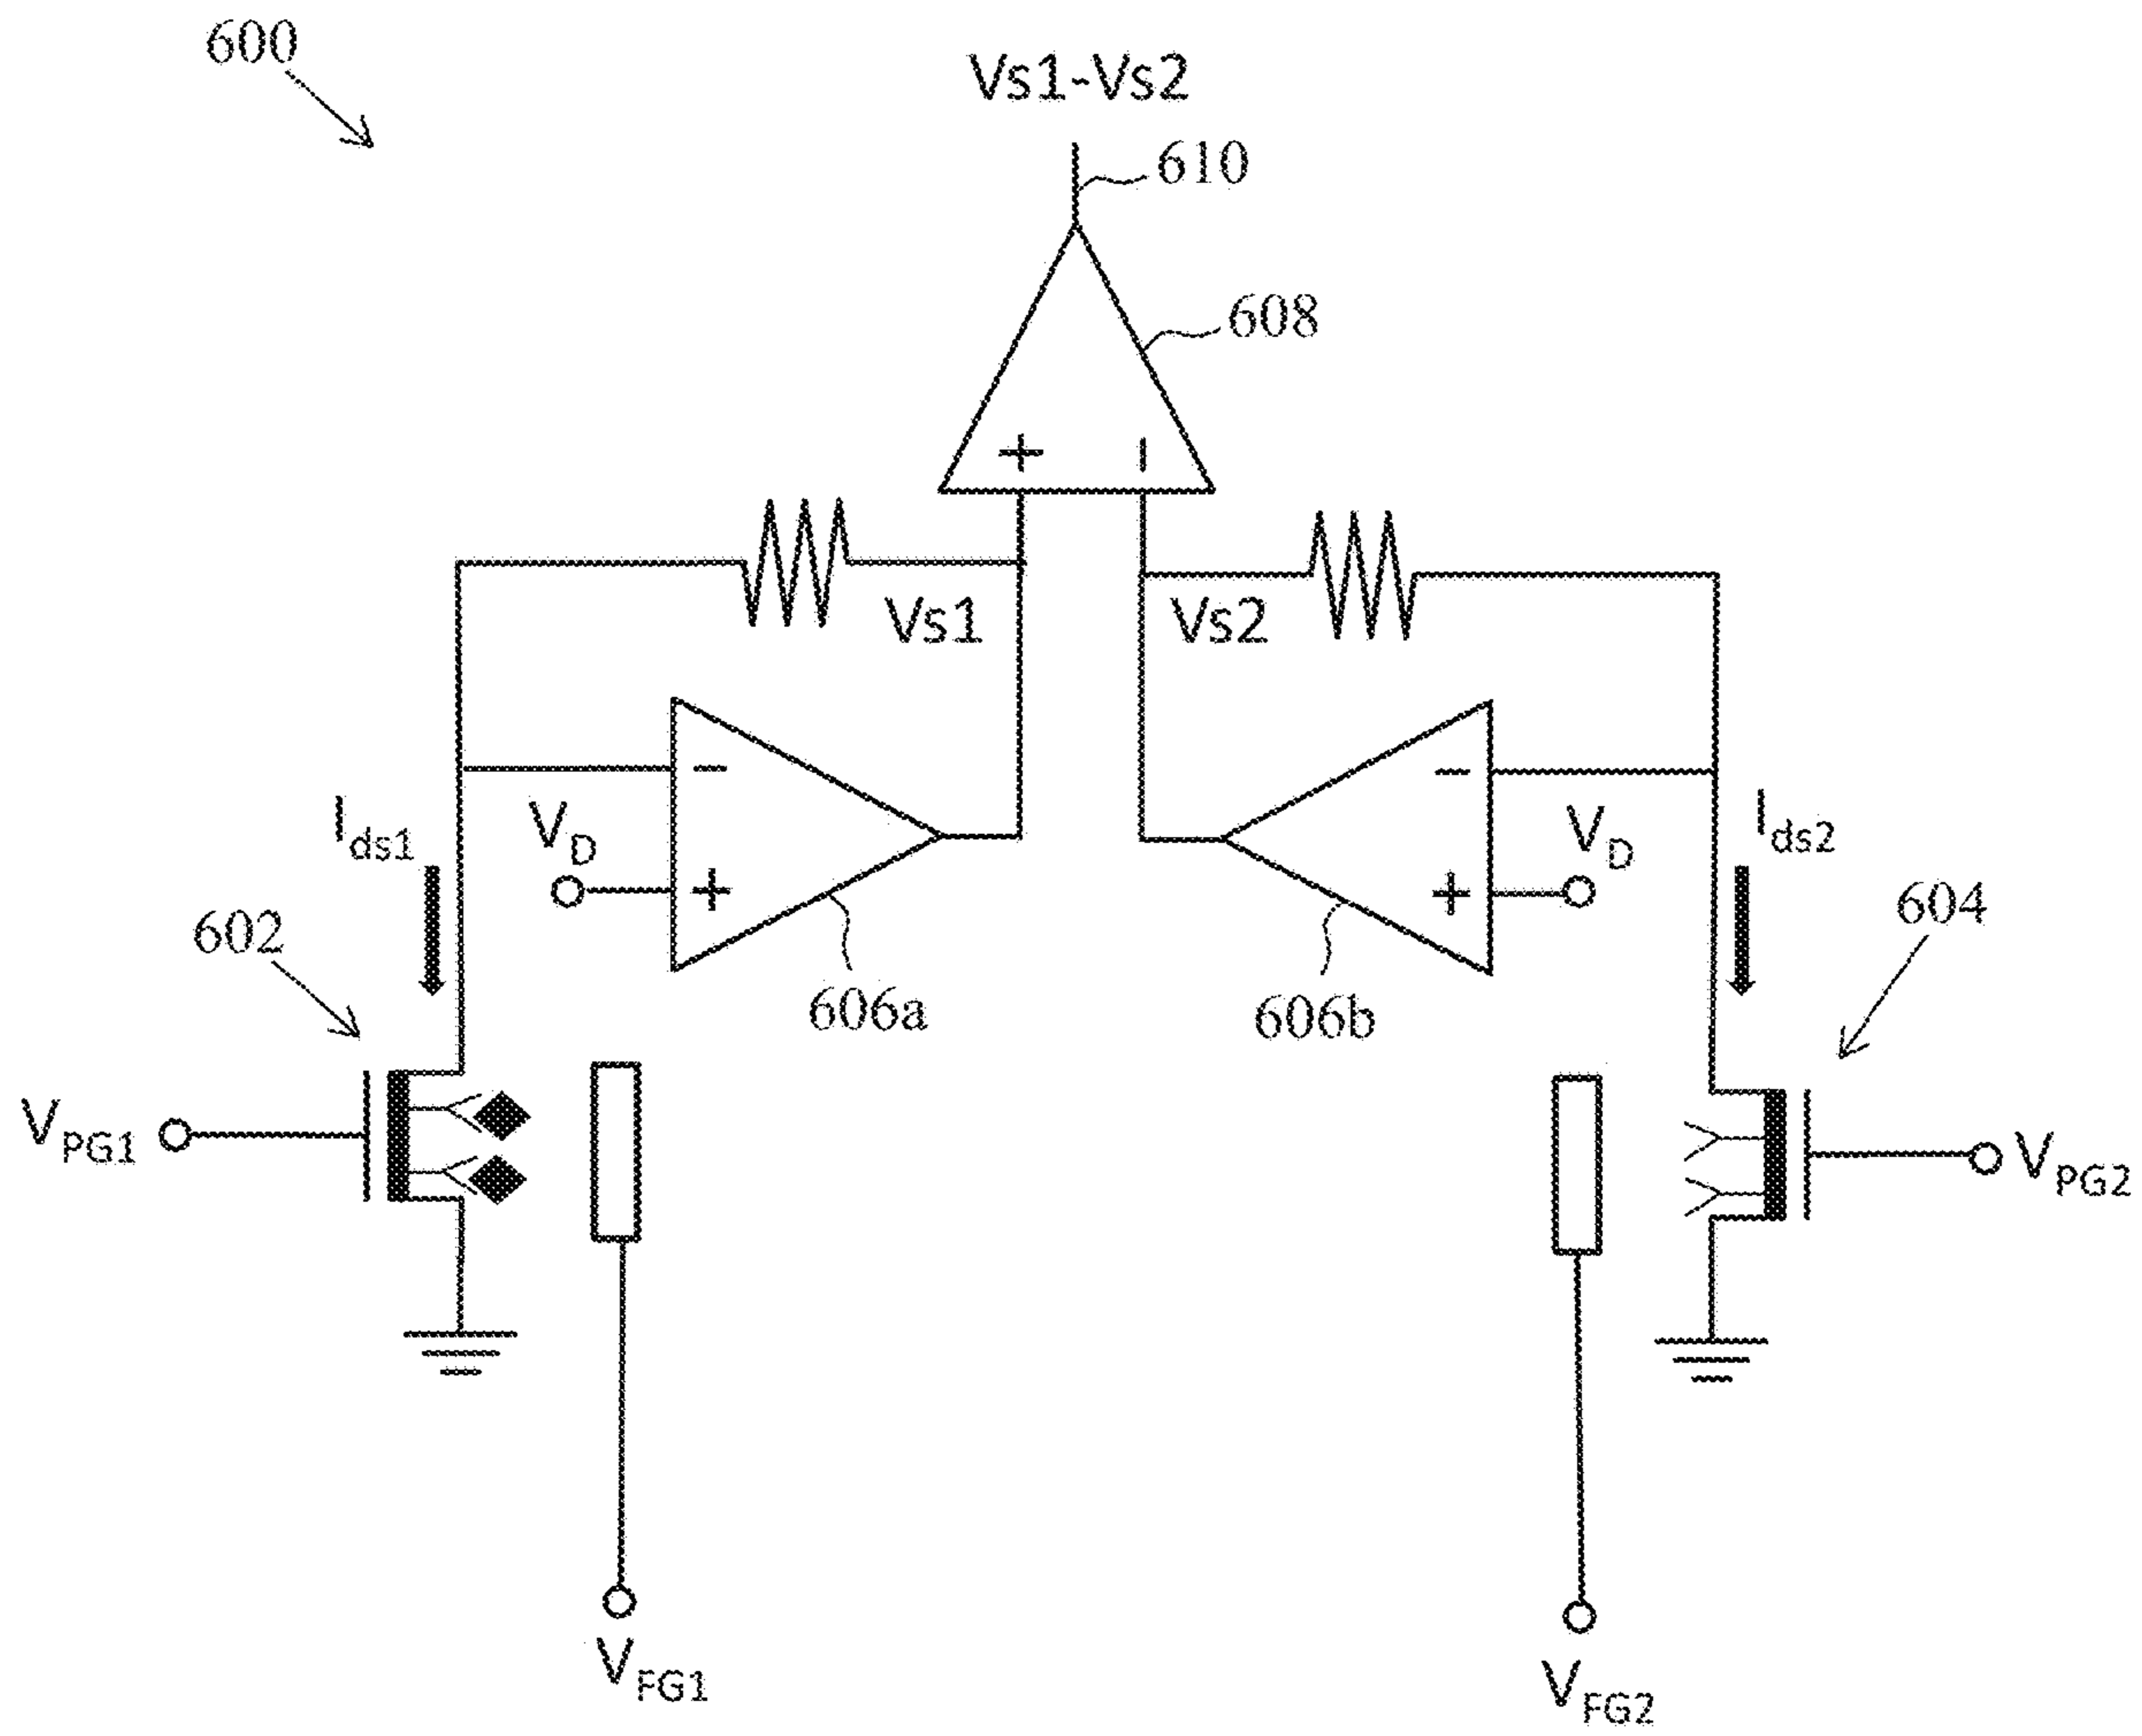 600
Vs1-Vs2
610
608
+ −
Vs1
Vs2
−
−
Ids1
VD
VD
Ids2
+
+
602
604
606a
606b
VPG1
VPG2
VFG1
VFG2